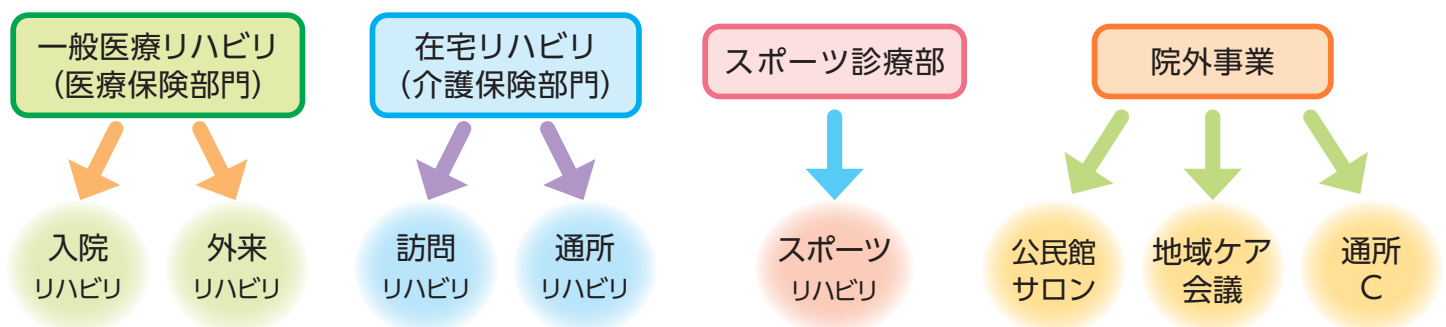 一般医療リハビリ
(医療保険部門)
在宅リハビリ
(介護保険部門)
スポーツ診療部
院外事業
入院
リハビリ
外来
リハビリ
訪問
リハビリ
通所
リハビリ
スポーツ
リハビリ
公民館
サロン
地域ケア
会議
通所
C